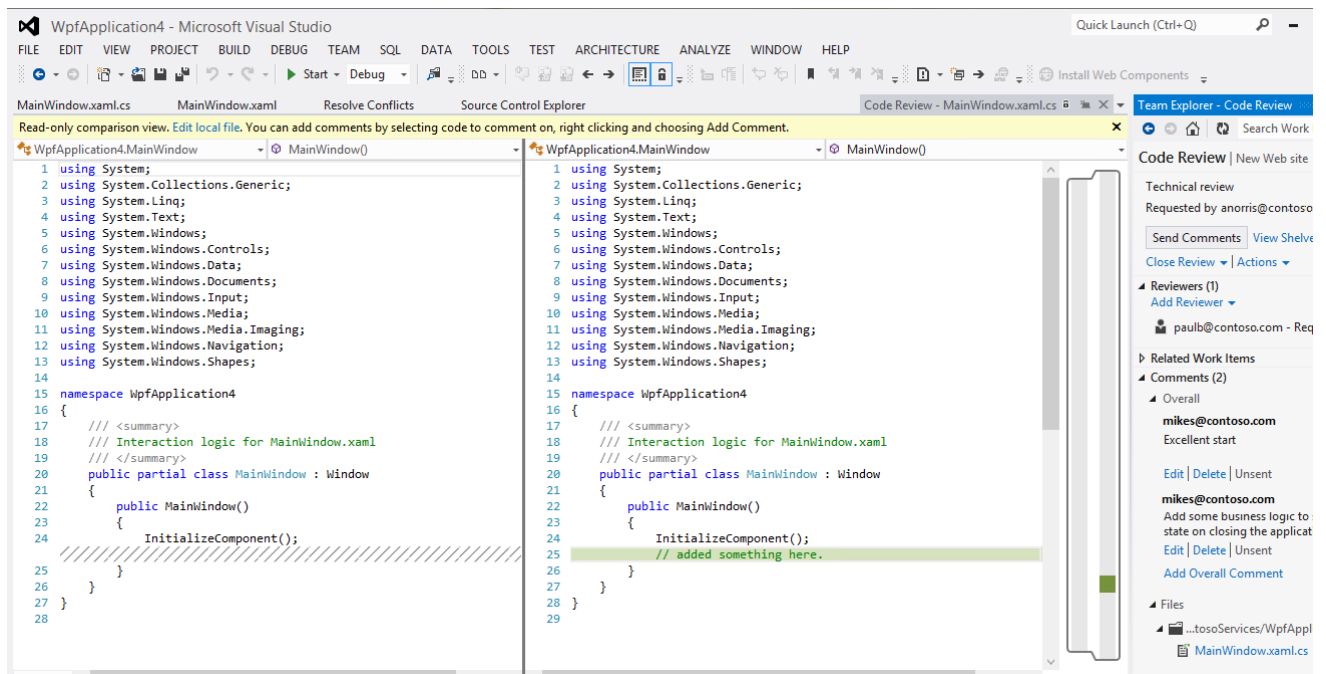 WpfApplication4 - Microsoft Visual Studio
Quick Launch (Ctrl+Q)
FILE EDIT VIEW PROJECT BUILD DEBUG TEAM SQL DATA TOOLS TEST ARCHITECTURE ANALYZE WINDOW HELP
Start Debug Install Web Components
MainWindow.xaml.cs MainWindow.xaml Resolve Conflicts Source Control Explorer Code Review - MainWindow.xaml.cs
Read-only comparison view. Edit local file. You can add comments by selecting code to comment on, right clicking and choosing Add Comment.
WpfApplication4.MainWindow MainWindow()
1 using System;
2 using System.Collections.Generic;
3 using System.Linq;
4 using System.Text;
5 using System.Windows;
6 using System.Windows.Controls;
7 using System.Windows.Data;
8 using System.Windows.Documents;
9 using System.Windows.Input;
10 using System.Windows.Media;
11 using System.Windows.Media.Imaging;
12 using System.Windows.Navigation;
13 using System.Windows.Shapes;
14
15 namespace WpfApplication4
16 {
17 /// <summary>
18 /// Interaction logic for MainWindow.xaml
19 /// </summary>
20 public partial class MainWindow : Window
21 {
22 public MainWindow()
23 {
24 InitializeComponent();
25 }
26 }
27 }
28
WpfApplication4.MainWindow MainWindow()
1 using System;
2 using System.Collections.Generic;
3 using System.Linq;
4 using System.Text;
5 using System.Windows;
6 using System.Windows.Controls;
7 using System.Windows.Data;
8 using System.Windows.Documents;
9 using System.Windows.Input;
10 using System.Windows.Media;
11 using System.Windows.Media.Imaging;
12 using System.Windows.Navigation;
13 using System.Windows.Shapes;
14
15 namespace WpfApplication4
16 {
17 /// <summary>
18 /// Interaction logic for MainWindow.xaml
19 /// </summary>
20 public partial class MainWindow : Window
21 {
22 public MainWindow()
23 {
24 InitializeComponent();
25 // added something here.
26 }
27 }
28 }
29
Team Explorer - Code Review
Search Work
Code Review | New Web site
Technical review
Requested by anorris@contoso
Send Comments View Shelve
Close Review | Actions
Reviewers (1)
Add Reviewer
paulb@contoso.com - Req
Related Work Items
Comments (2)
Overall
mikes@contoso.com
Excellent start
Edit | Delete | Unsent
mikes@contoso.com
Add some business logic to
state on closing the applicat
Edit | Delete | Unsent
Add Overall Comment
Files
...tosoServices/WpfAppl
MainWindow.xaml.cs